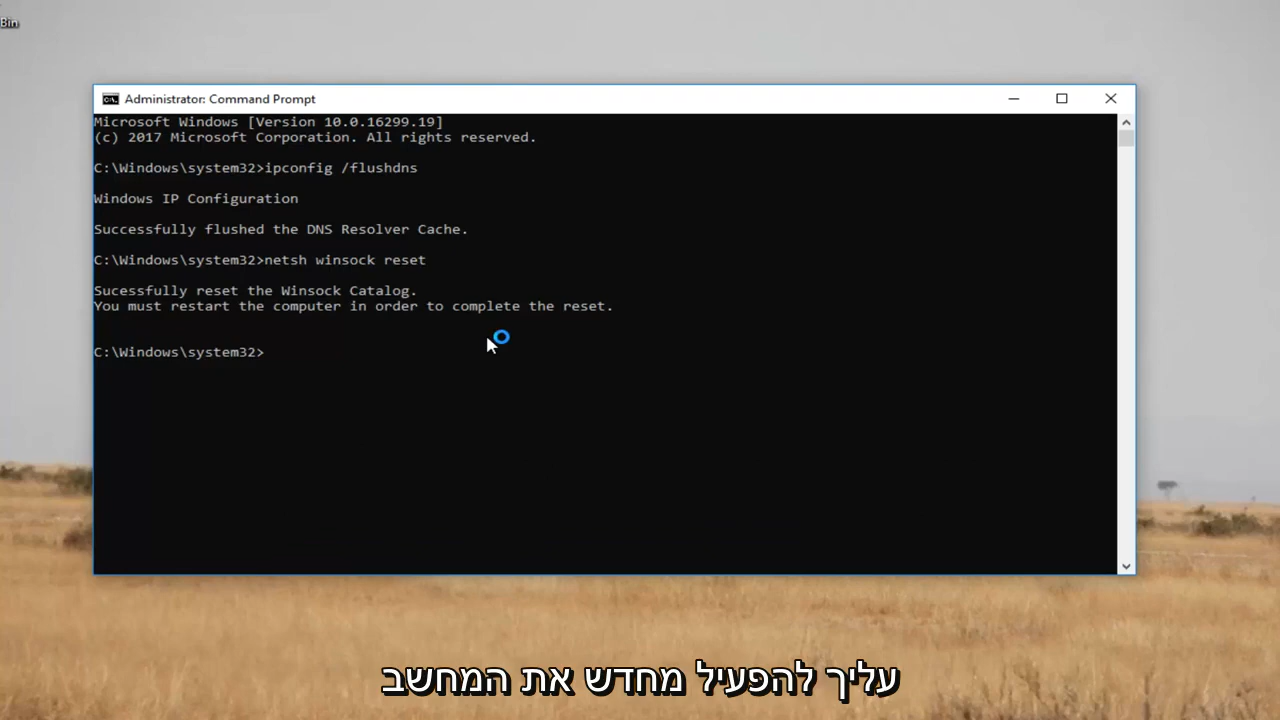 Bin
Administrator: Command Prompt
Microsoft Windows [Version 10.0.16299.19]
(c) 2017 Microsoft Corporation. All rights reserved.
C:\Windows\system32>ipconfig /flushdns
Windows IP Configuration
Successfully flushed the DNS Resolver Cache.
C:\Windows\system32>netsh winsock reset
Sucessfully reset the Winsock Catalog.
You must restart the computer in order to complete the reset.
C:\Windows\system32>
עליך להפעיל מחדש את המחשב